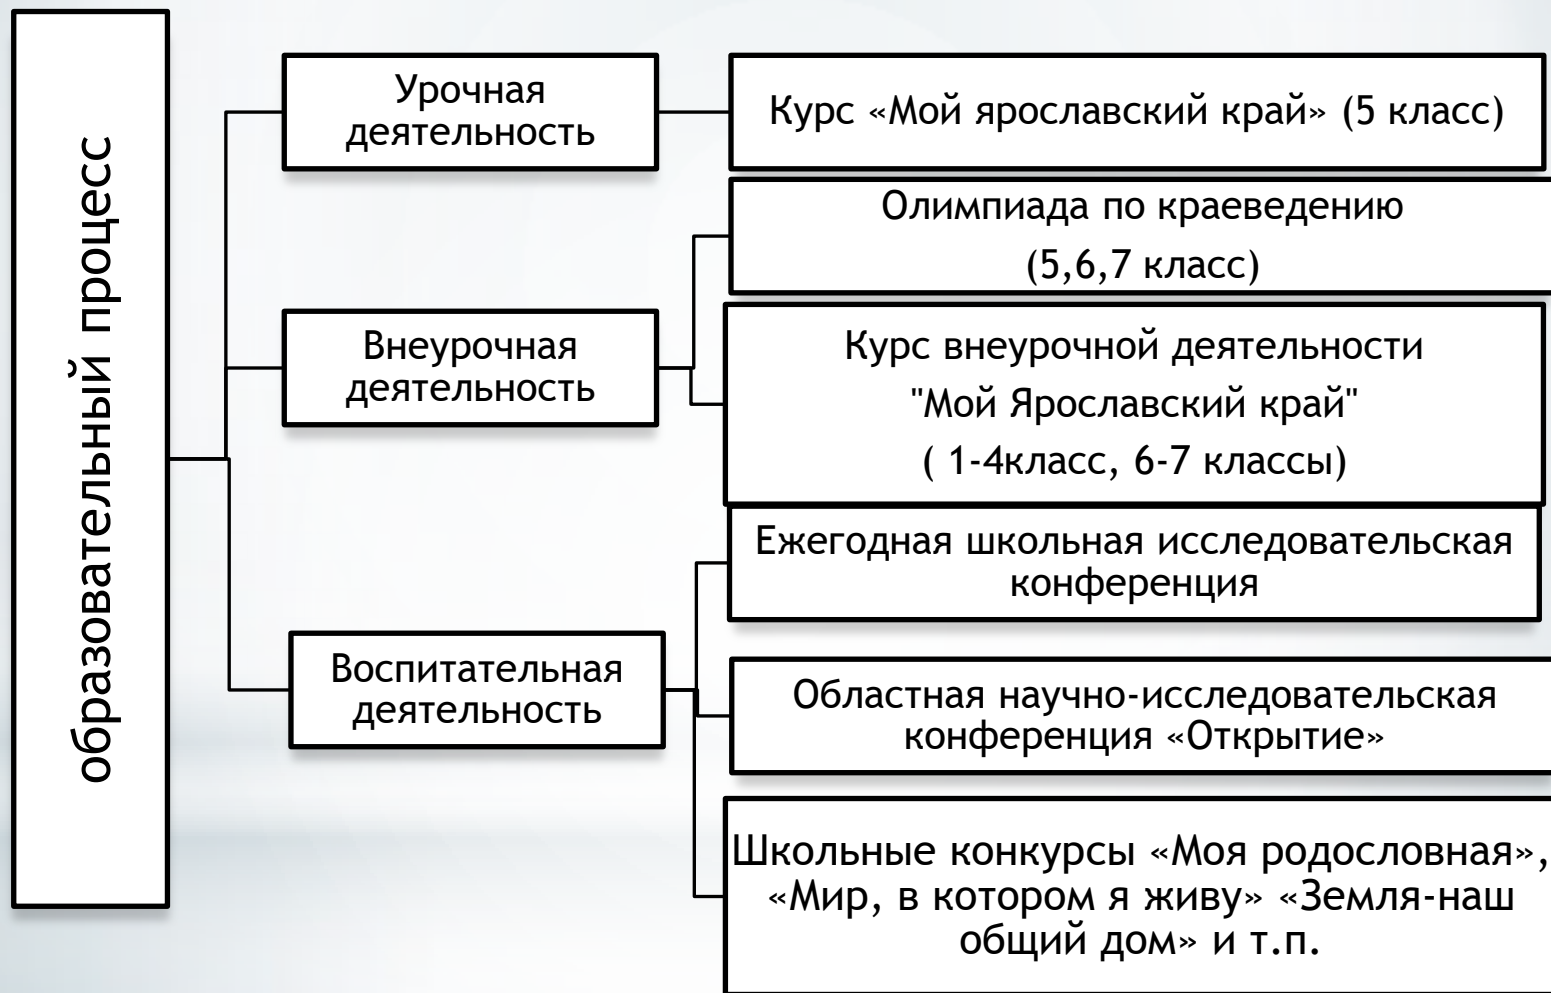 образовательный процесс
Урочная
деятельность
Курс «Мой ярославский край» (5 класс)
Внеурочная
деятельность
Олимпиада по краеведению
(5,6,7 класс)
Курс внеурочной деятельности
"Мой Ярославский край"
( 1-4класс, 6-7 классы)
Воспитательная
деятельность
Ежегодная школьная исследовательская
конференция
Областная научно-исследовательская
конференция «Открытие»
Школьные конкурсы «Моя родословная»,
«Мир, в котором я живу» «Земля-наш
общий дом» и т.п.